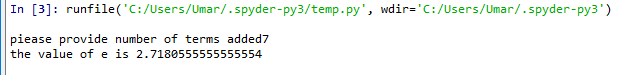 In [3]: runfile('C:/Users/Umar/.spyder-py3/temp.py', wdir='C:/Users/Umar/.spyder-py3')
piease provide number of terms added7
the value of e is 2.7180555555555554